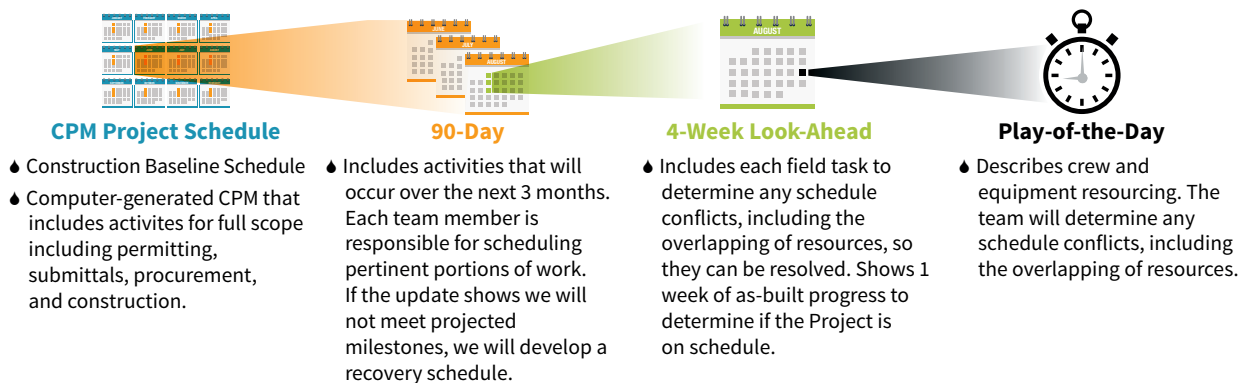 JUNE
JULY
AUGUST
AUGUST
CPM Project Schedule
Construction Baseline Schedule
Computer-generated CPM that
includes activites for full scope
including permitting,
submittals, procurement,
and construction.
90-Day
Includes activities that will
occur over the next 3 months.
Each team member is
responsible for scheduling
pertinent portions of work.
If the update shows we will
not meet projected
milestones, we will develop a
recovery schedule.
4-Week Look-Ahead
Includes each field task to
determine any schedule
conflicts, including the
overlapping of resources, so
they can be resolved. Shows 1
week of as-built progress to
determine if the Project is
on schedule.
Play-of-the-Day
Describes crew and
equipment resourcing. The
team will determine any
schedule conflicts, including
the overlapping of resources.